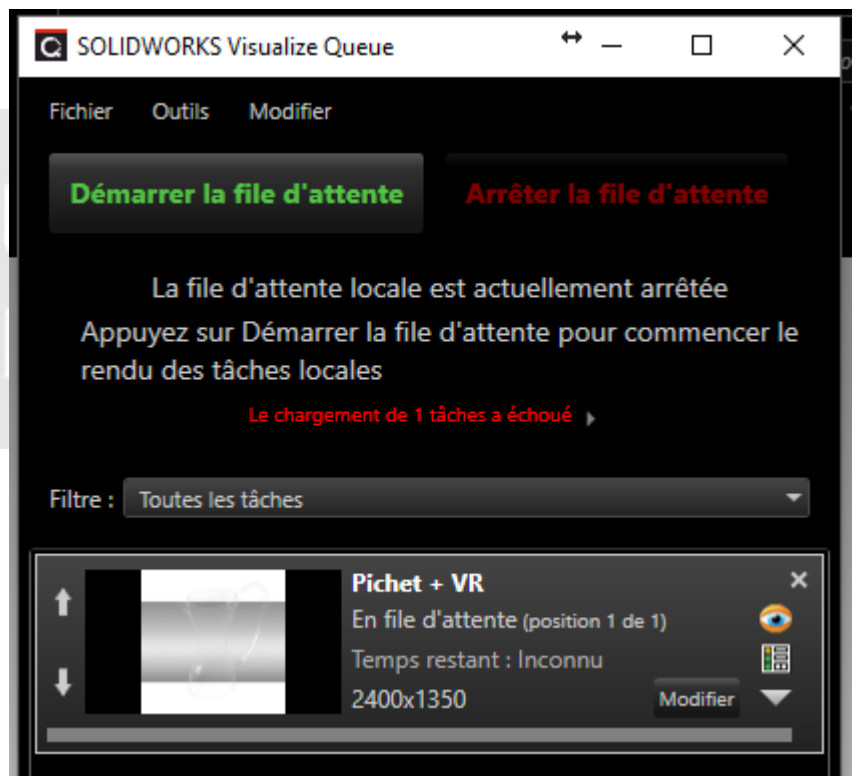 SOLIDWORKS Visualize Queue
Fichier Outils Modifier
Démarrer la file d'attente Arrêter la file d'attente
La file d'attente locale est actuellement arrêtée
Appuyez sur Démarrer la file d'attente pour commencer le
rendu des tâches locales
Le chargement de 1 tâches a échoué
Filtre : Toutes les tâches
Pichet + VR
En file d'attente (position 1 de 1)
Temps restant : Inconnu
2400x1350 Modifier